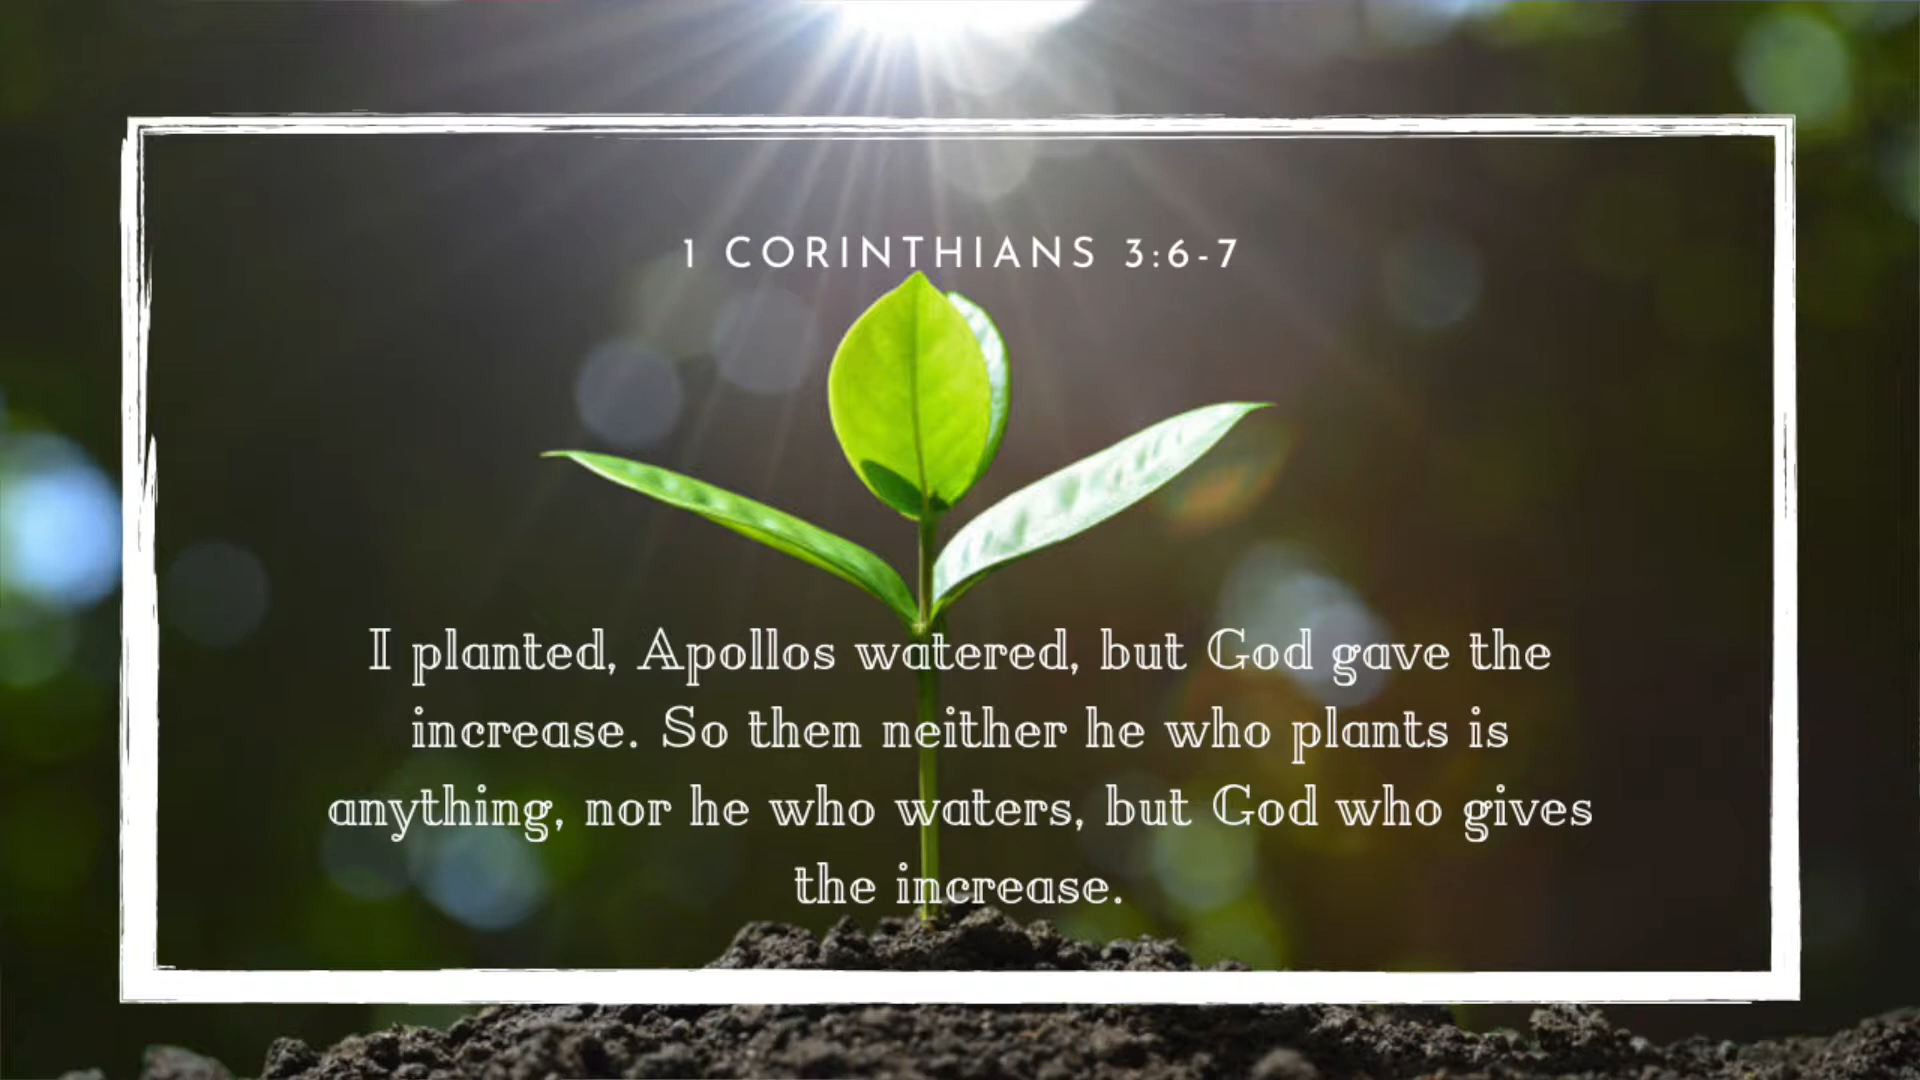 1 CORINTHIANS 3:6-7
I planted, Apollos watered, but God gave the
increase. So then neither he who plants is
anything, nor he who waters, but God who gives
the increase.